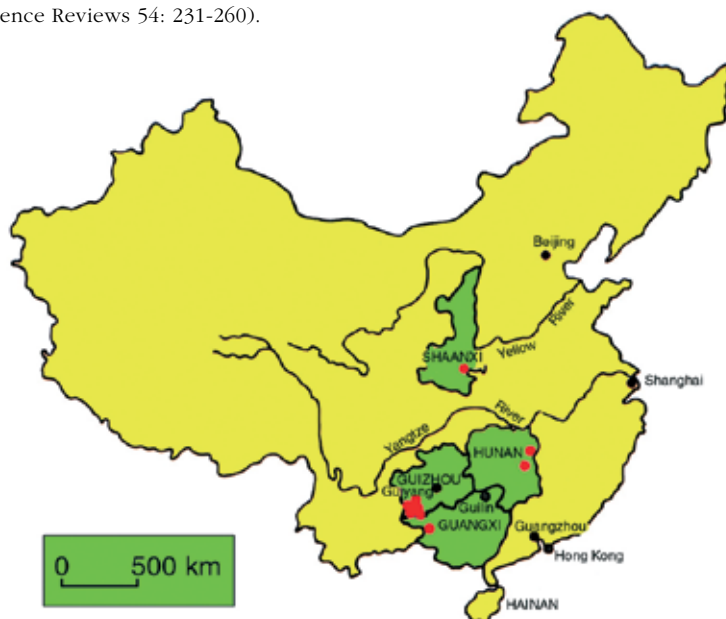 ence Reviews 54: 231-260).
Beijing
River
Yellow
SHAANXI
Shanghai
River
Yangtze
HUNAN
GUIZHOU
Guiyang
Guilin
GUANGXI
Guangzhou
Hong Kong
0 500 km
HAINAN